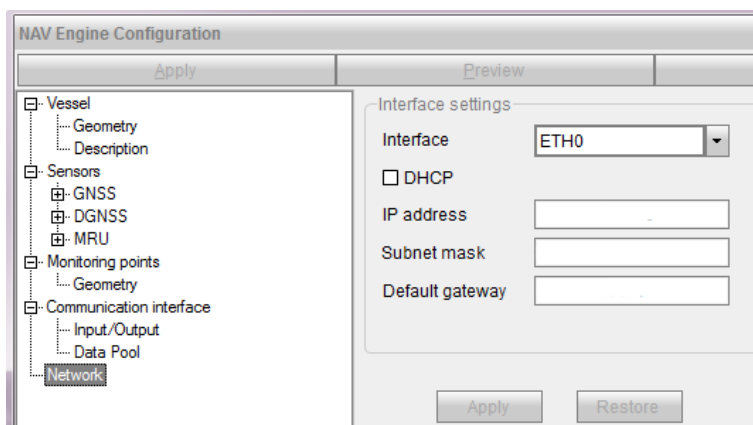 NAV Engine Configuration
Apply Preview
Vessel
Geometry
Description
Sensors
GNSS
DGNSS
MRU
Monitoring points
Geometry
Communication interface
Input/Output
Data Pool
Network
Interface settings
Interface ETH0
DHCP
IP address
Subnet mask
Default gateway
Apply Restore